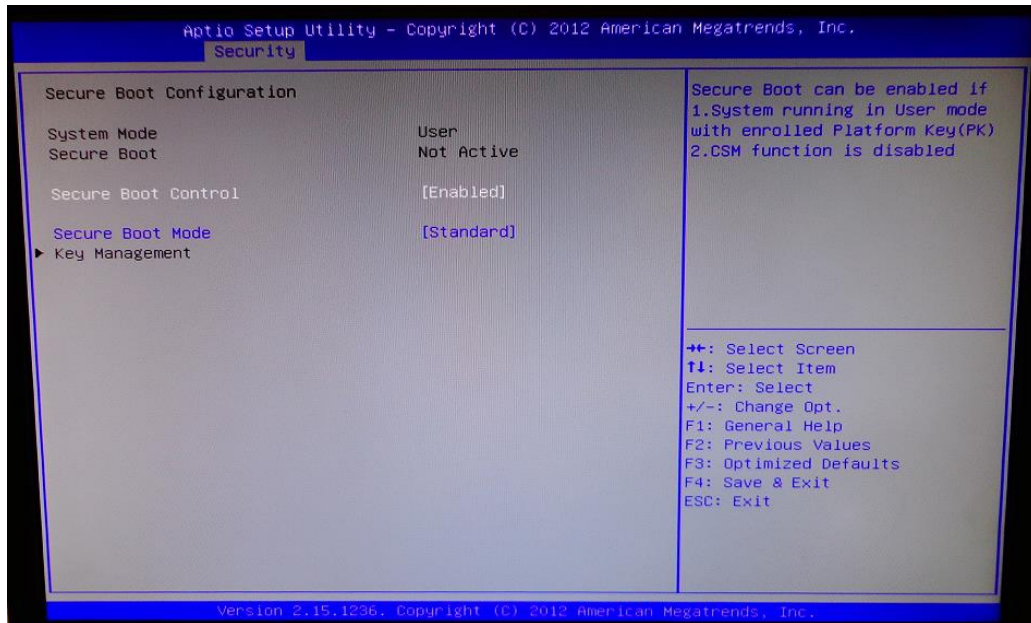 Aptio Setup Utility – Copyright (C) 2012 American Megatrends, Inc.
Security
Secure Boot Configuration
System Mode User
Secure Boot Not Active
Secure Boot Control [Enabled]
Secure Boot Mode [Standard]
▶ Key Management
Secure Boot can be enabled if
1.System running in User mode
with enrolled Platform Key(PK)
2.CSM function is disabled
→←: Select Screen
↑↓: Select Item
Enter: Select
+/-: Change Opt.
F1: General Help
F2: Previous Values
F3: Optimized Defaults
F4: Save & Exit
ESC: Exit
Version 2.15.1236. Copyright (C) 2012 American Megatrends, Inc.